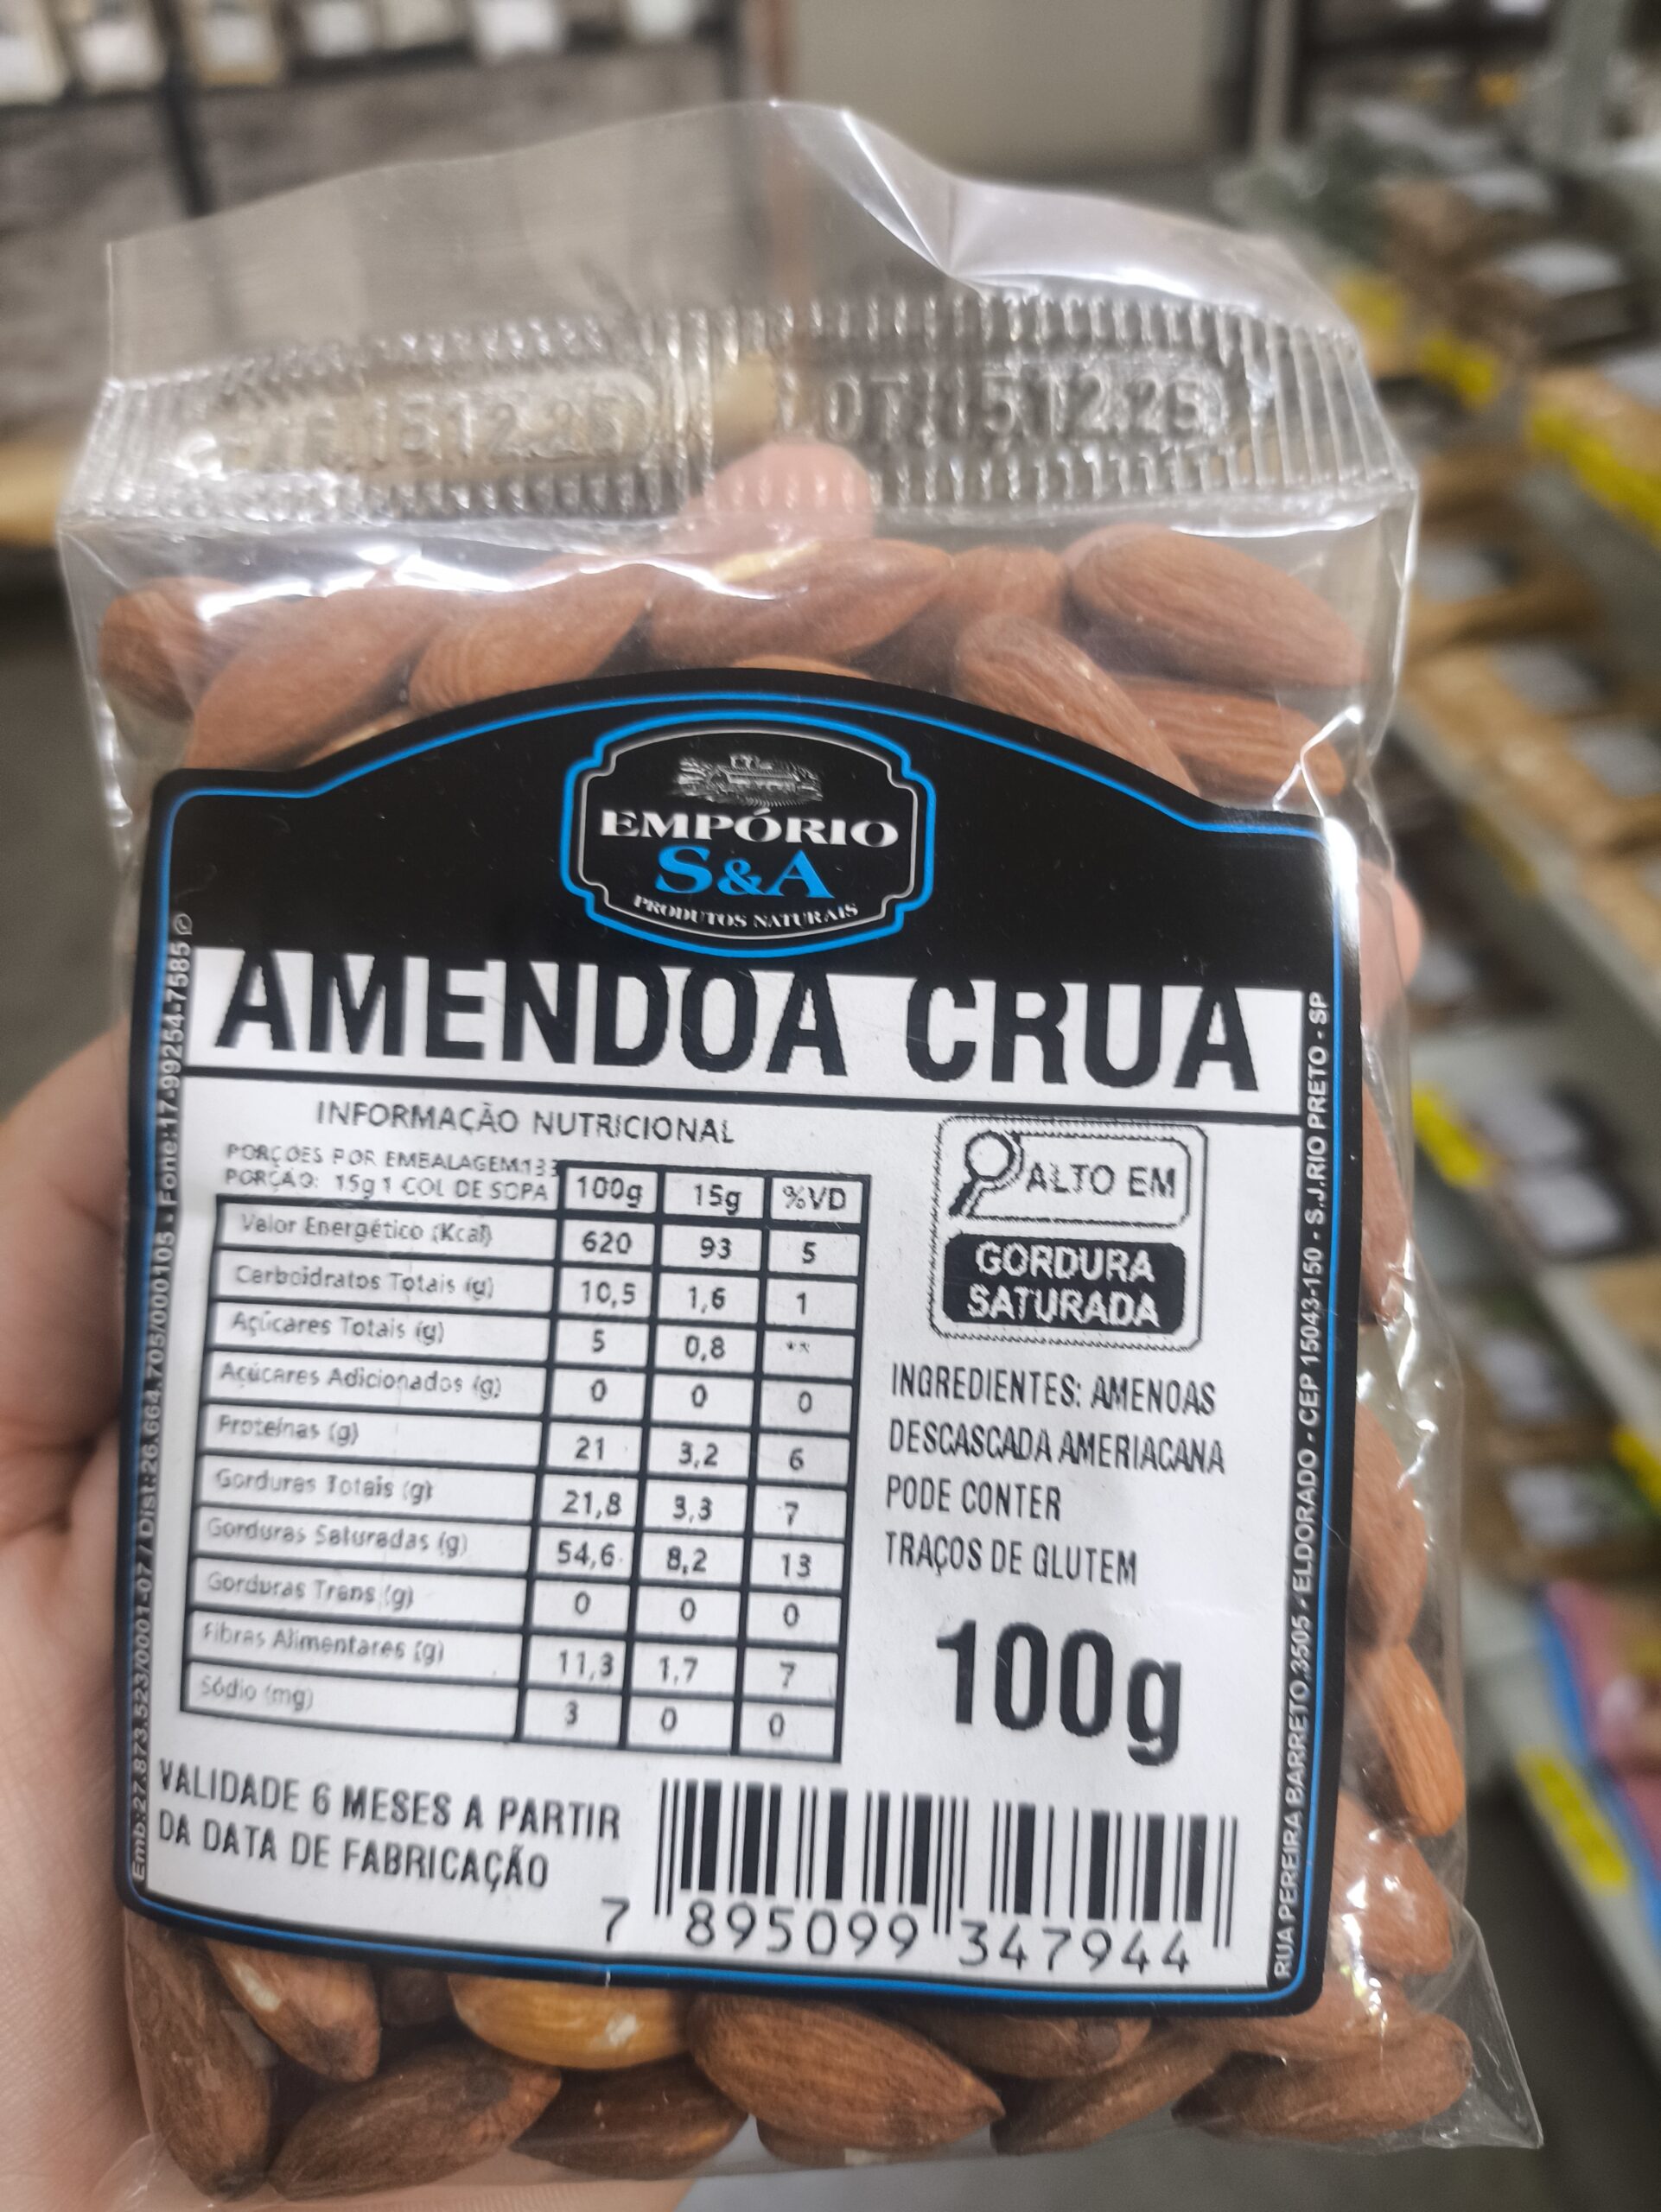 07.1512.25
EMPÓRIO
S&A
PRODUTOS NATURAIS
AMENDOA CRUA
INFORMAÇÃO NUTRICIONAL
PORÇOES POR EMBALAGEM:133
PORÇAO: 15g 1 COL DE SOPA 100g 15g %VD
Valor Energético (Kcal) 620 93 5
Carboidratos Totais (g) 10,5 1,6 1
Açúcares Totais (g) 5 0,8 **
Açúcares Adicionados (g) 0 0 0
Proteínas (g) 21 3,2 6
Gorduras Totais (g) 21,8 3,3 7
Gorduras Saturadas (g) 54,6 8,2 13
Gorduras Trans (g) 0 0 0
Fibras Alimentares (g) 11,3 1,7 7
Sódio (mg) 3 0 0
ALTO EM
GORDURA
SATURADA
INGREDIENTES: AMENOAS
DESCASCADA AMERIACANA
PODE CONTER
TRAÇOS DE GLUTEM
100g
VALIDADE 6 MESES A PARTIR
DA DATA DE FABRICAÇÃO
7 895099 347944
Emb:27.873.523/0001-07 / Dist:26.664.705/000105 - Fone:17-99254-7585
RUA PEREIRA BARRETO,3505 - ELDORADO - CEP 15043-150 - S.J.RIO PRETO - SP